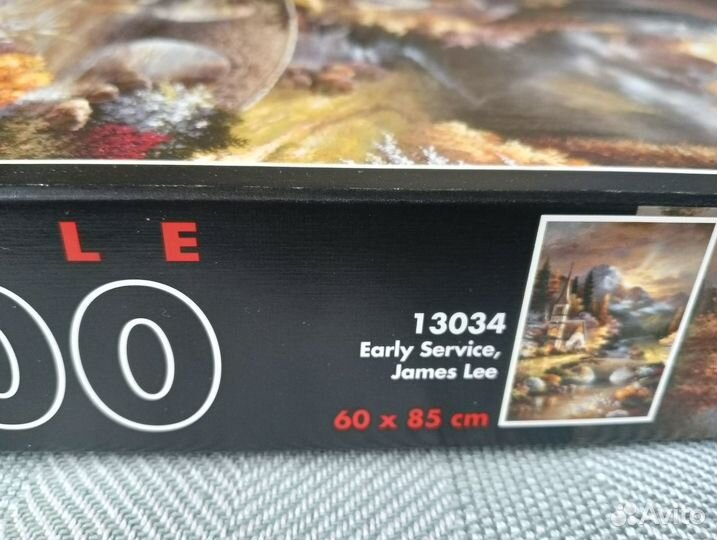 L E
00
13034
Early Service,
James Lee
60 x 85 cm
Avito